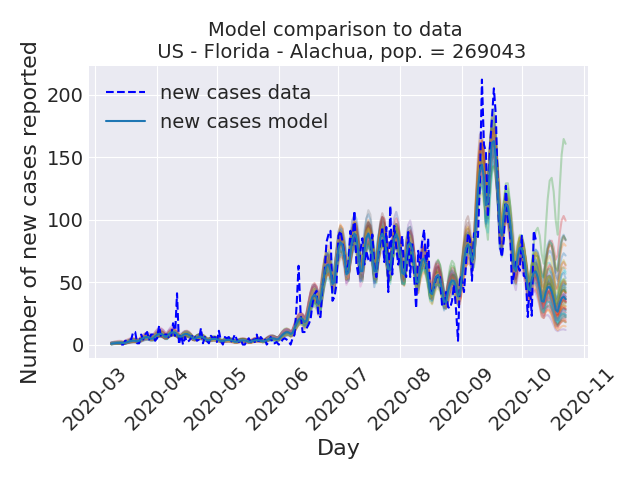 Model comparison to data
US - Florida - Alachua, pop. = 269043
Number of new cases reported
200
150
100
50
0
new cases data
new cases model
2020-03
2020-04
2020-05
2020-06
2020-07
2020-08
2020-09
2020-10
2020-11
Day